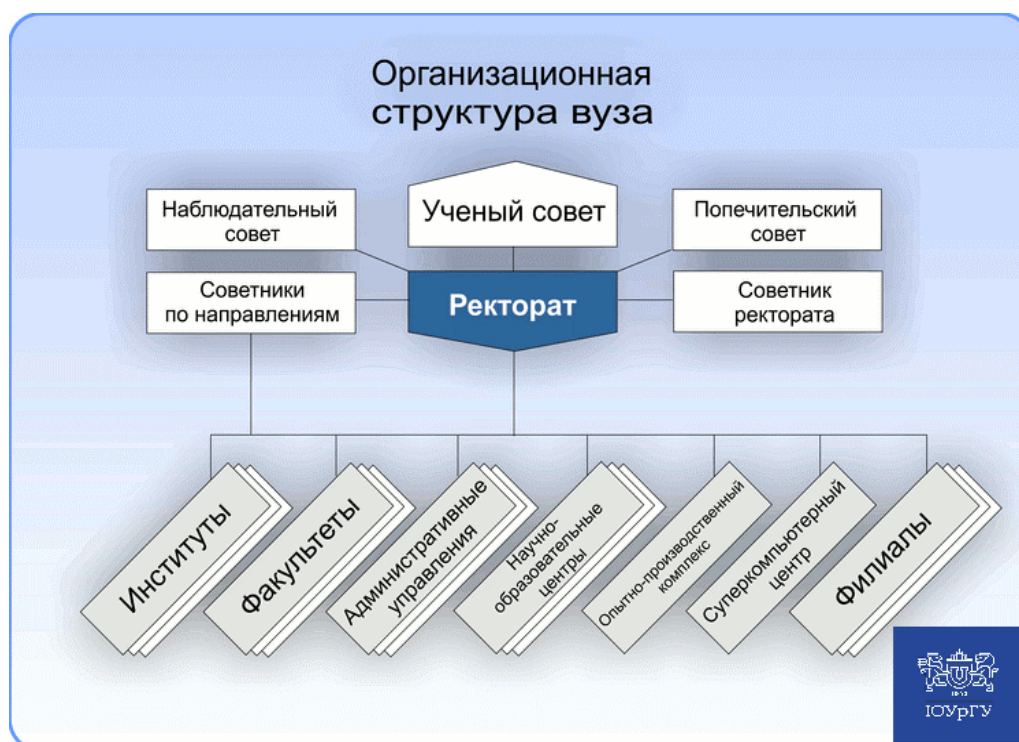 Организационная
структура вуза
Наблюдательный
совет
Ученый совет
Попечительский
совет
Советники
по направлениям
Ректорат
Советник
ректората
Институты
Факультеты
Административные
управления
Научно-
образовательные
центры
Опытно-производственный
комплекс
Суперкомпьютерный
центр
Филиалы
ЮУрГУ